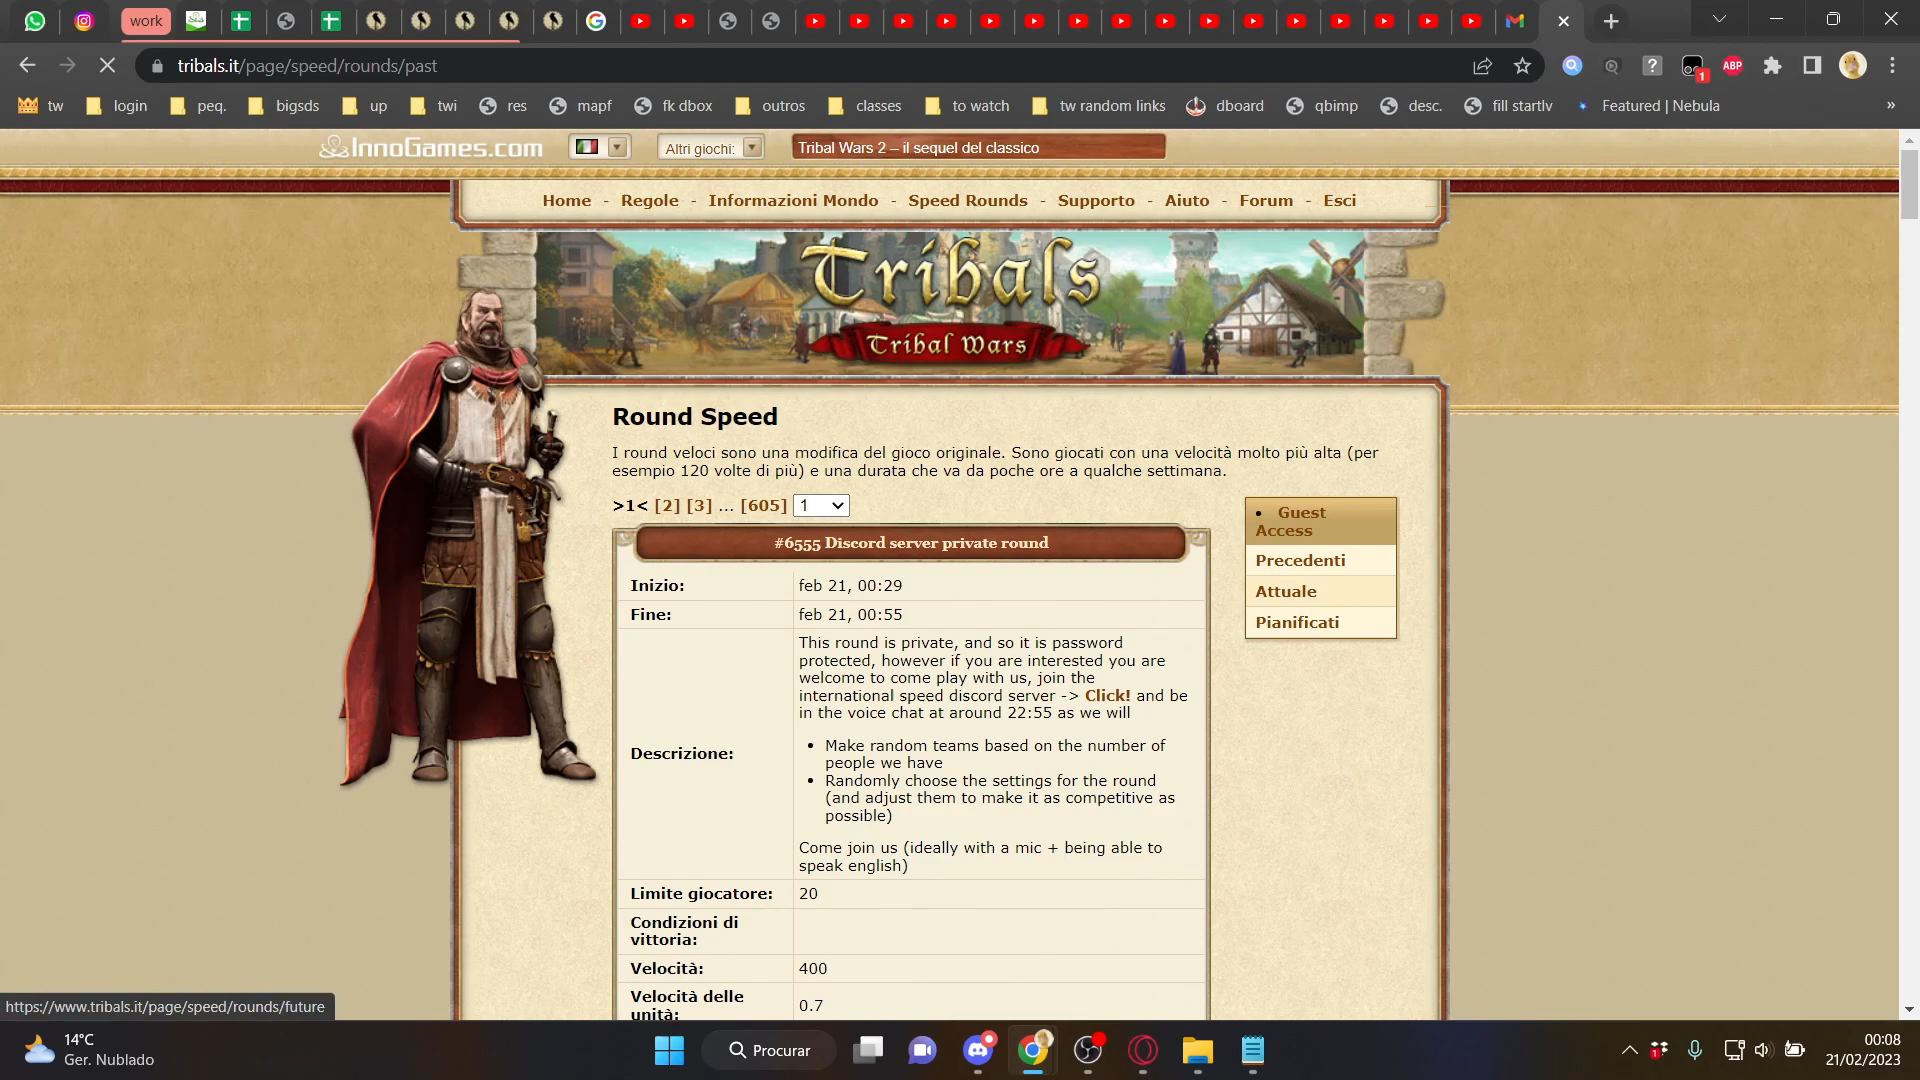 work
tribals.it/page/speed/rounds/past
1
ABP
tw
login
peq.
bigsds
up
twi
res
mapf
fk dbox
outros
classes
to watch
tw random links
dboard
qbimp
desc.
fill startlv
Featured | Nebula
»
InnoGames.com
Altri giochi:
Tribal Wars 2 – il sequel del classico
Home - Regole - Informazioni Mondo - Speed Rounds - Supporto - Aiuto - Forum - Esci
Tribals
Tribal Wars
Round Speed
I round veloci sono una modifica del gioco originale. Sono giocati con una velocità molto più alta (per
esempio 120 volte di più) e una durata che va da poche ore a qualche settimana.
>1< [2] [3] ... [605] 1
Guest
Access
Precedenti
Attuale
Pianificati
#6555 Discord server private round
Inizio: feb 21, 00:29
Fine: feb 21, 00:55
Descrizione:
This round is private, and so it is password
protected, however if you are interested you are
welcome to come play with us, join the
international speed discord server -> Click! and be
in the voice chat at around 22:55 as we will
• Make random teams based on the number of
people we have
• Randomly choose the settings for the round
(and adjust them to make it as competitive as
possible)
Come join us (ideally with a mic + being able to
speak english)
Limite giocatore: 20
Condizioni di
vittoria:
Velocità: 400
Velocità delle
unità: 0.7
https://www.tribals.it/page/speed/rounds/future
14°C
Ger. Nublado
Procurar
1
00:08
21/02/2023